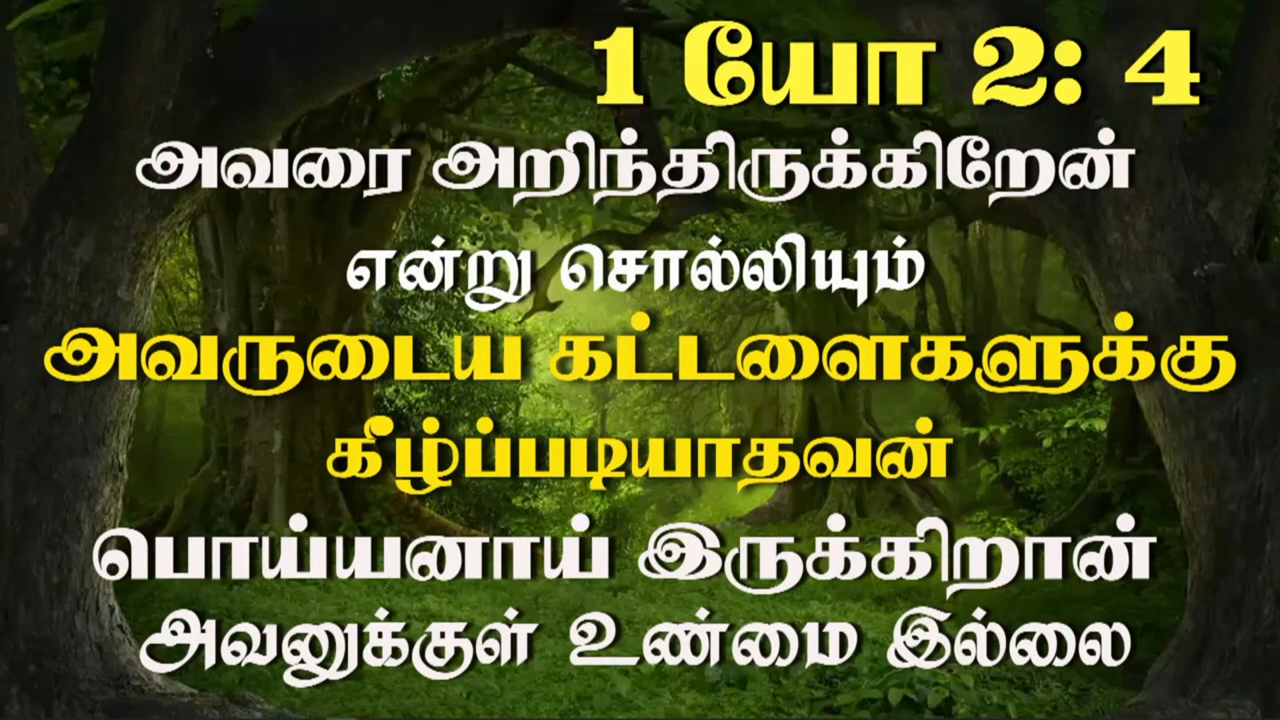 1 யோ 2: 4
அவரை அறிந்திருக்கிறேன்
என்று சொல்லியும்
அவருடைய கட்டளைகளுக்கு
கீழ்ப்படியாதவன்
பொய்யனாய் இருக்கிறான்
அவனுக்குள் உண்மை இல்லை